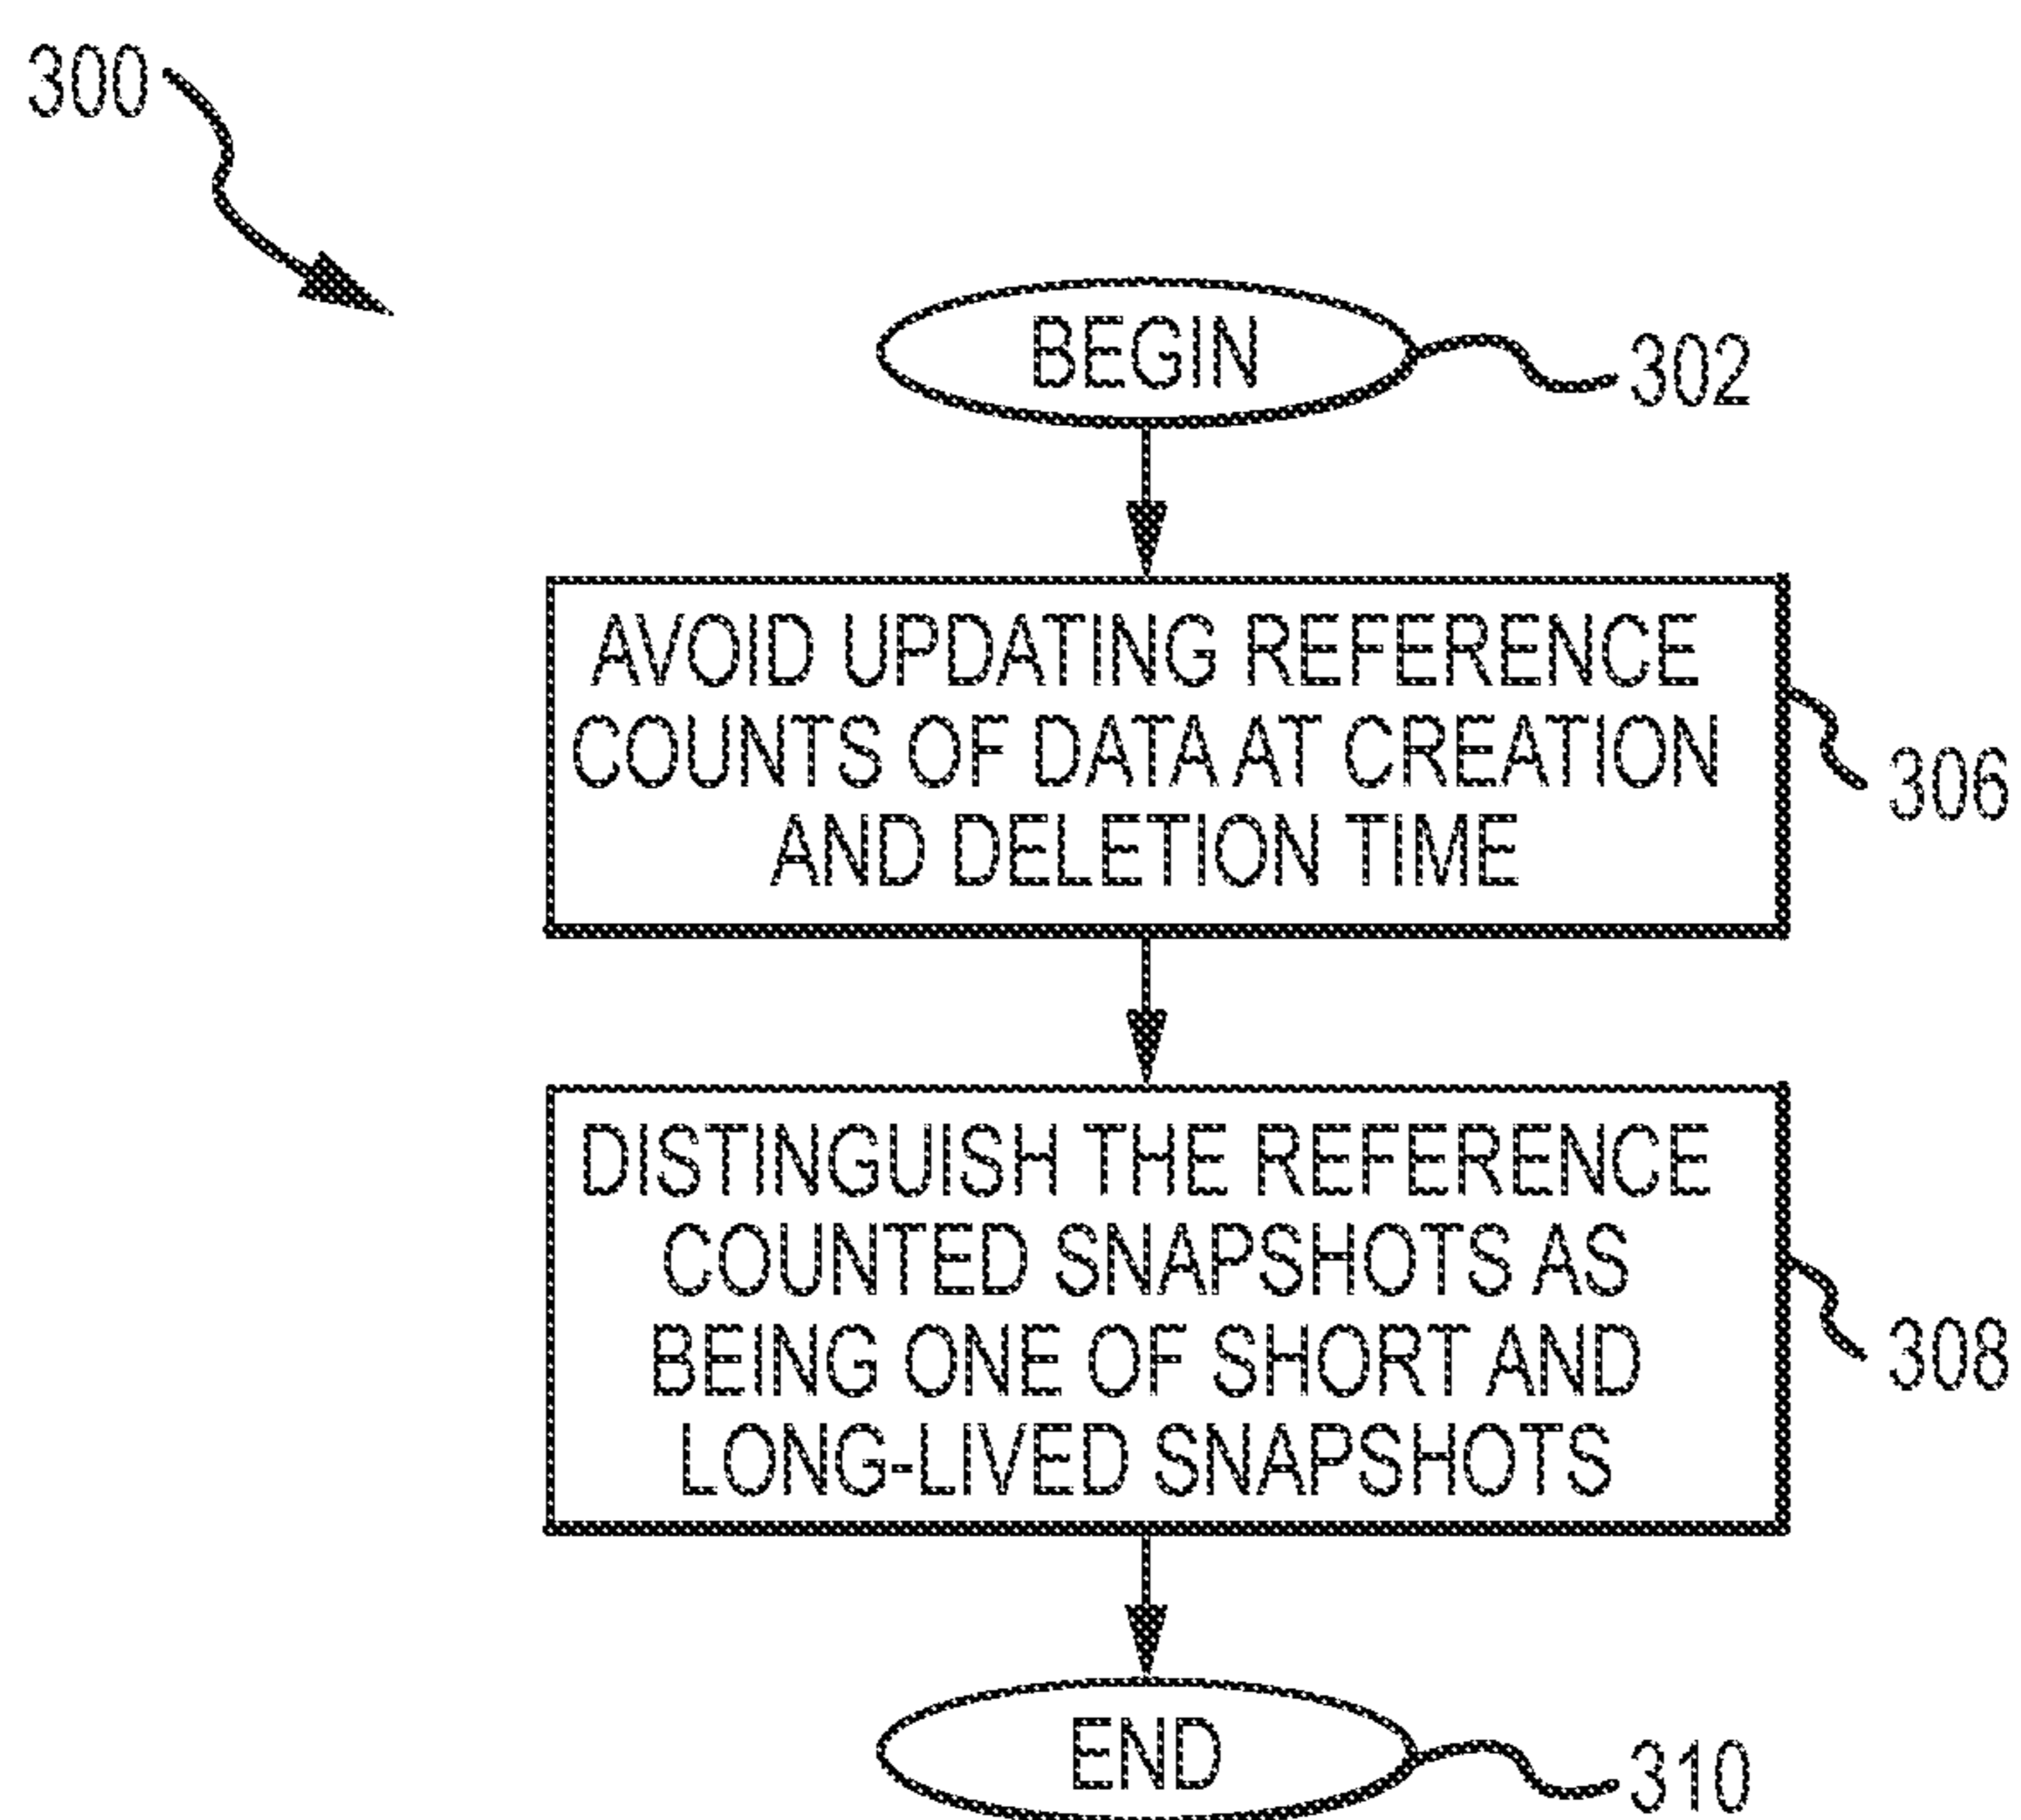 300
BEGIN
302
AVOID UPDATING REFERENCE
COUNTS OF DATA AT CREATION
AND DELETION TIME
306
DISTINGUISH THE REFERENCE
COUNTED SNAPSHOTS AS
BEING ONE OF SHORT AND
LONG-LIVED SNAPSHOTS
308
END
310